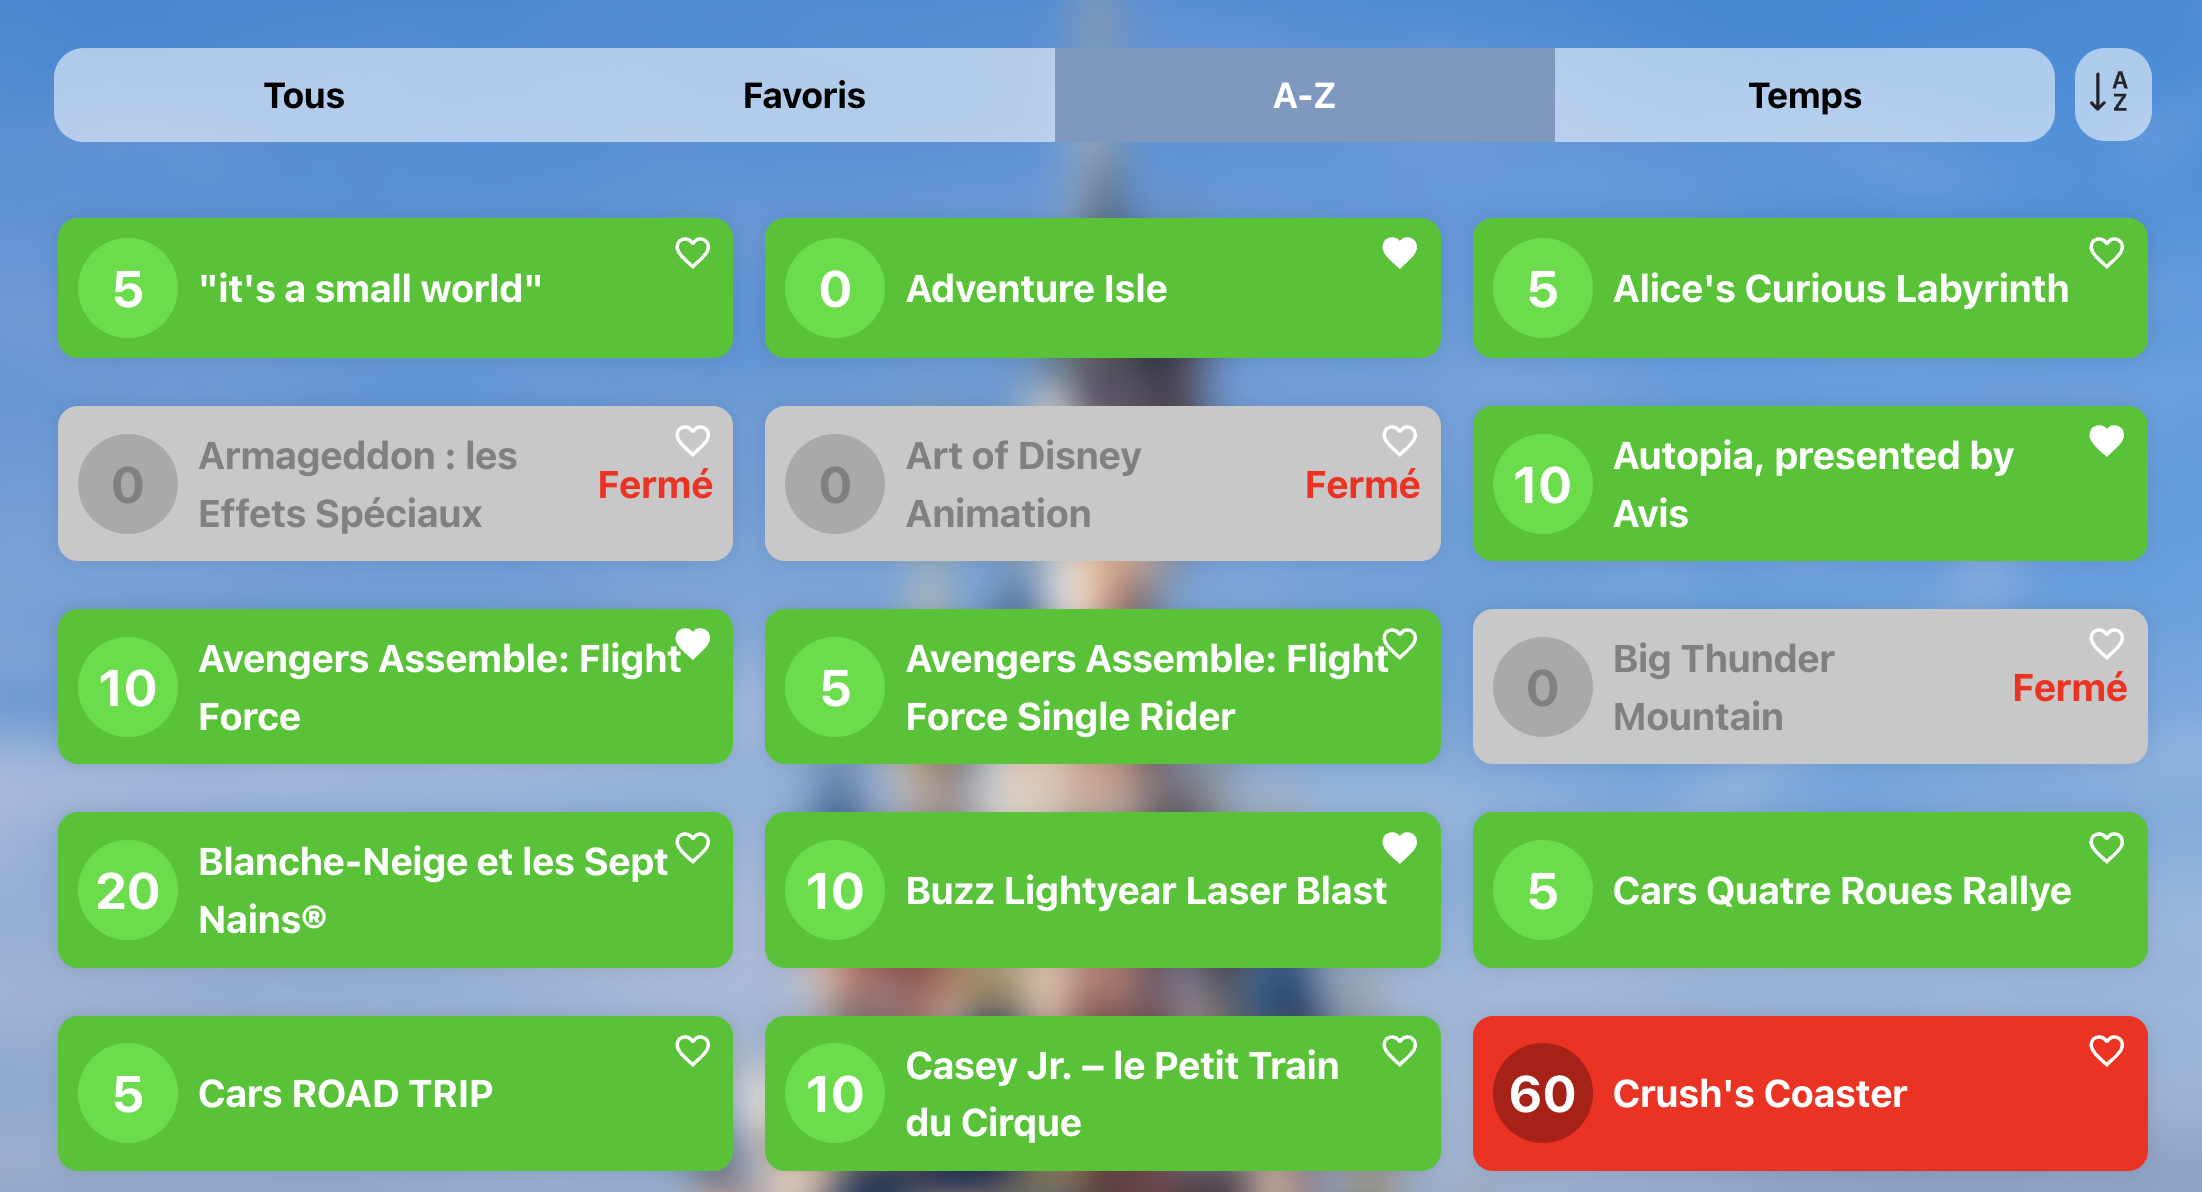 Tous
Favoris
A-Z
Temps
A
Z
5
"it's a small world"
0
Adventure Isle
5
Alice's Curious Labyrinth
0
Armageddon : les
Effets Spéciaux
Fermé
0
Art of Disney
Animation
Fermé
10
Autopia, presented by
Avis
10
Avengers Assemble: Flight
Force
5
Avengers Assemble: Flight
Force Single Rider
0
Big Thunder
Mountain
Fermé
20
Blanche-Neige et les Sept
Nains®
10
Buzz Lightyear Laser Blast
5
Cars Quatre Roues Rallye
5
Cars ROAD TRIP
10
Casey Jr. – le Petit Train
du Cirque
60
Crush's Coaster